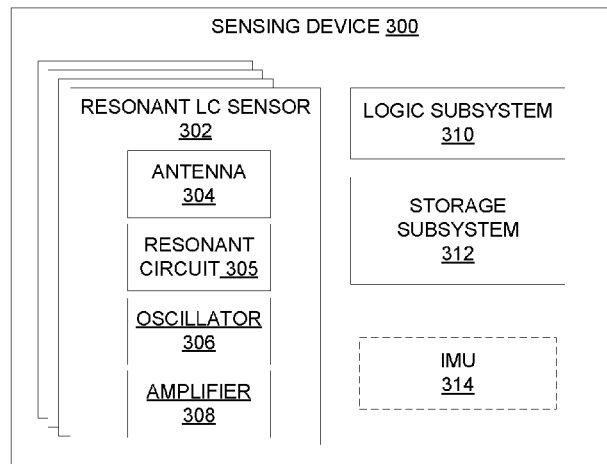 SENSING DEVICE 300
RESONANT LC SENSOR
302
ANTENNA
304
RESONANT
CIRCUIT 305
OSCILLATOR
306
AMPLIFIER
308
LOGIC SUBSYSTEM
310
STORAGE
SUBSYSTEM
312
IMU
314